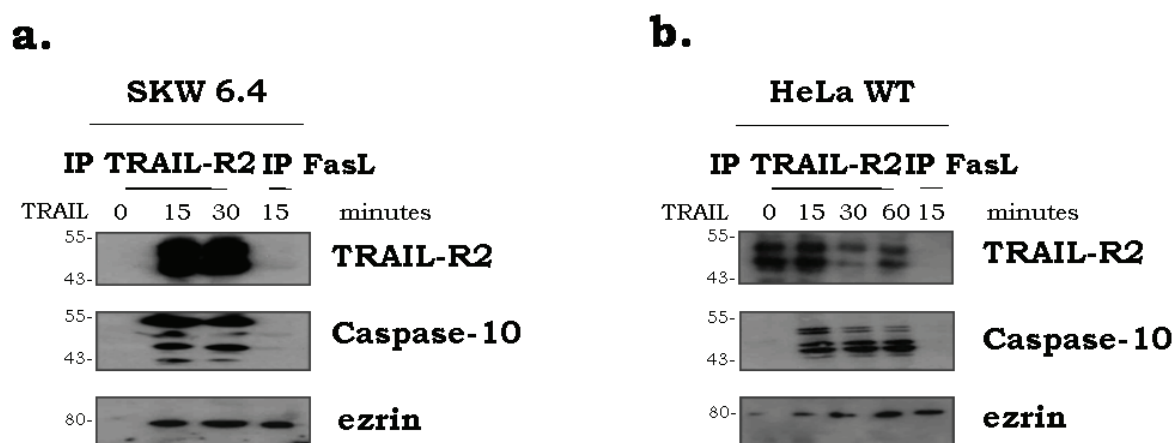 a.
SKW 6.4
IP TRAIL-R2 IP FasL
TRAIL 0 15 30 15 minutes
55-
43-
TRAIL-R2
55-
43-
Caspase-10
80-
ezrin
b.
HeLa WT
IP TRAIL-R2 IP FasL
TRAIL 0 15 30 60 15 minutes
55-
43-
TRAIL-R2
55-
43-
Caspase-10
80-
ezrin